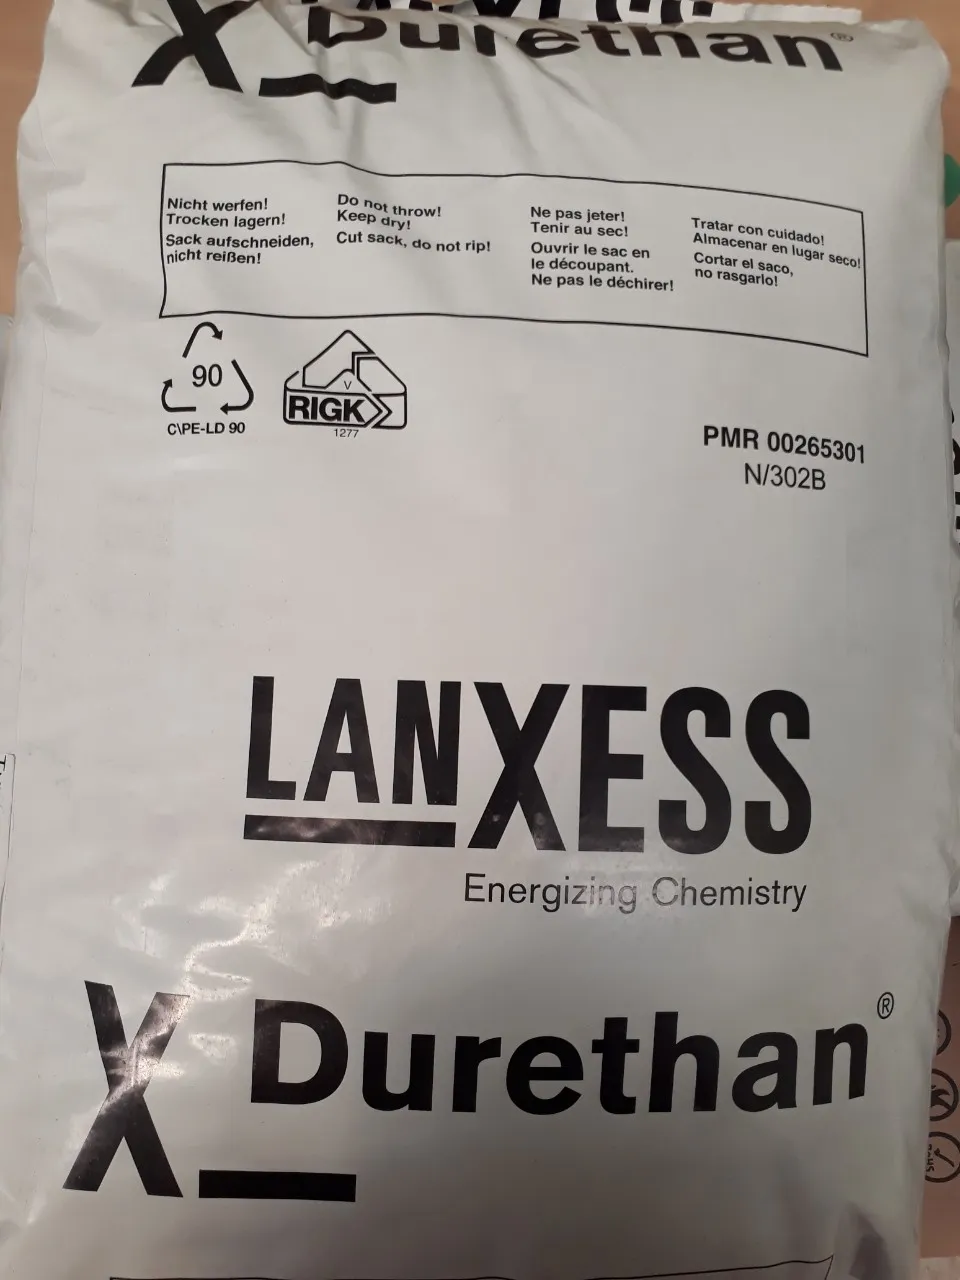 Durethan®
Nicht werfen!
Trocken lagern!
Sack aufschneiden,
nicht reißen!
Do not throw!
Keep dry!
Cut sack, do not rip!
Ne pas jeter!
Tenir au sec!
Ouvrir le sac en
le découpant.
Ne pas le déchirer!
Tratar con cuidado!
Almacenar en lugar seco!
Cortar el saco,
no rasgarlo!
90
C\PE-LD 90
V
RIGK
1277
PMR 00265301
N/302B
LANXESS
Energizing Chemistry
X Durethan®